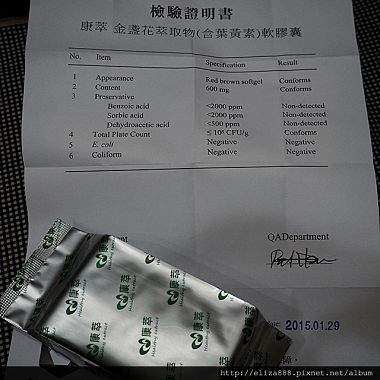 檢驗證明書
康萃 金盞花萃取物(含葉黃素)軟膠囊
No. Item Specification Result
1 Appearance Red brown softgel Conforms
2 Content 600 mg Conforms
3 Preservative
Benzoic acid <2000 ppm Non-detected
Sorbic acid <2000 ppm Non-detected
Dehydroacetic acid <500 ppm Non-detected
4 Total Plate Count ≤ 10³ CFU/g Conforms
5 E. coli Negative Negative
6 Coliform Negative Negative
QADepartment
2015.01.29
康萃
康萃
康萃
康萃
http://eliza888.pixnet.net/album